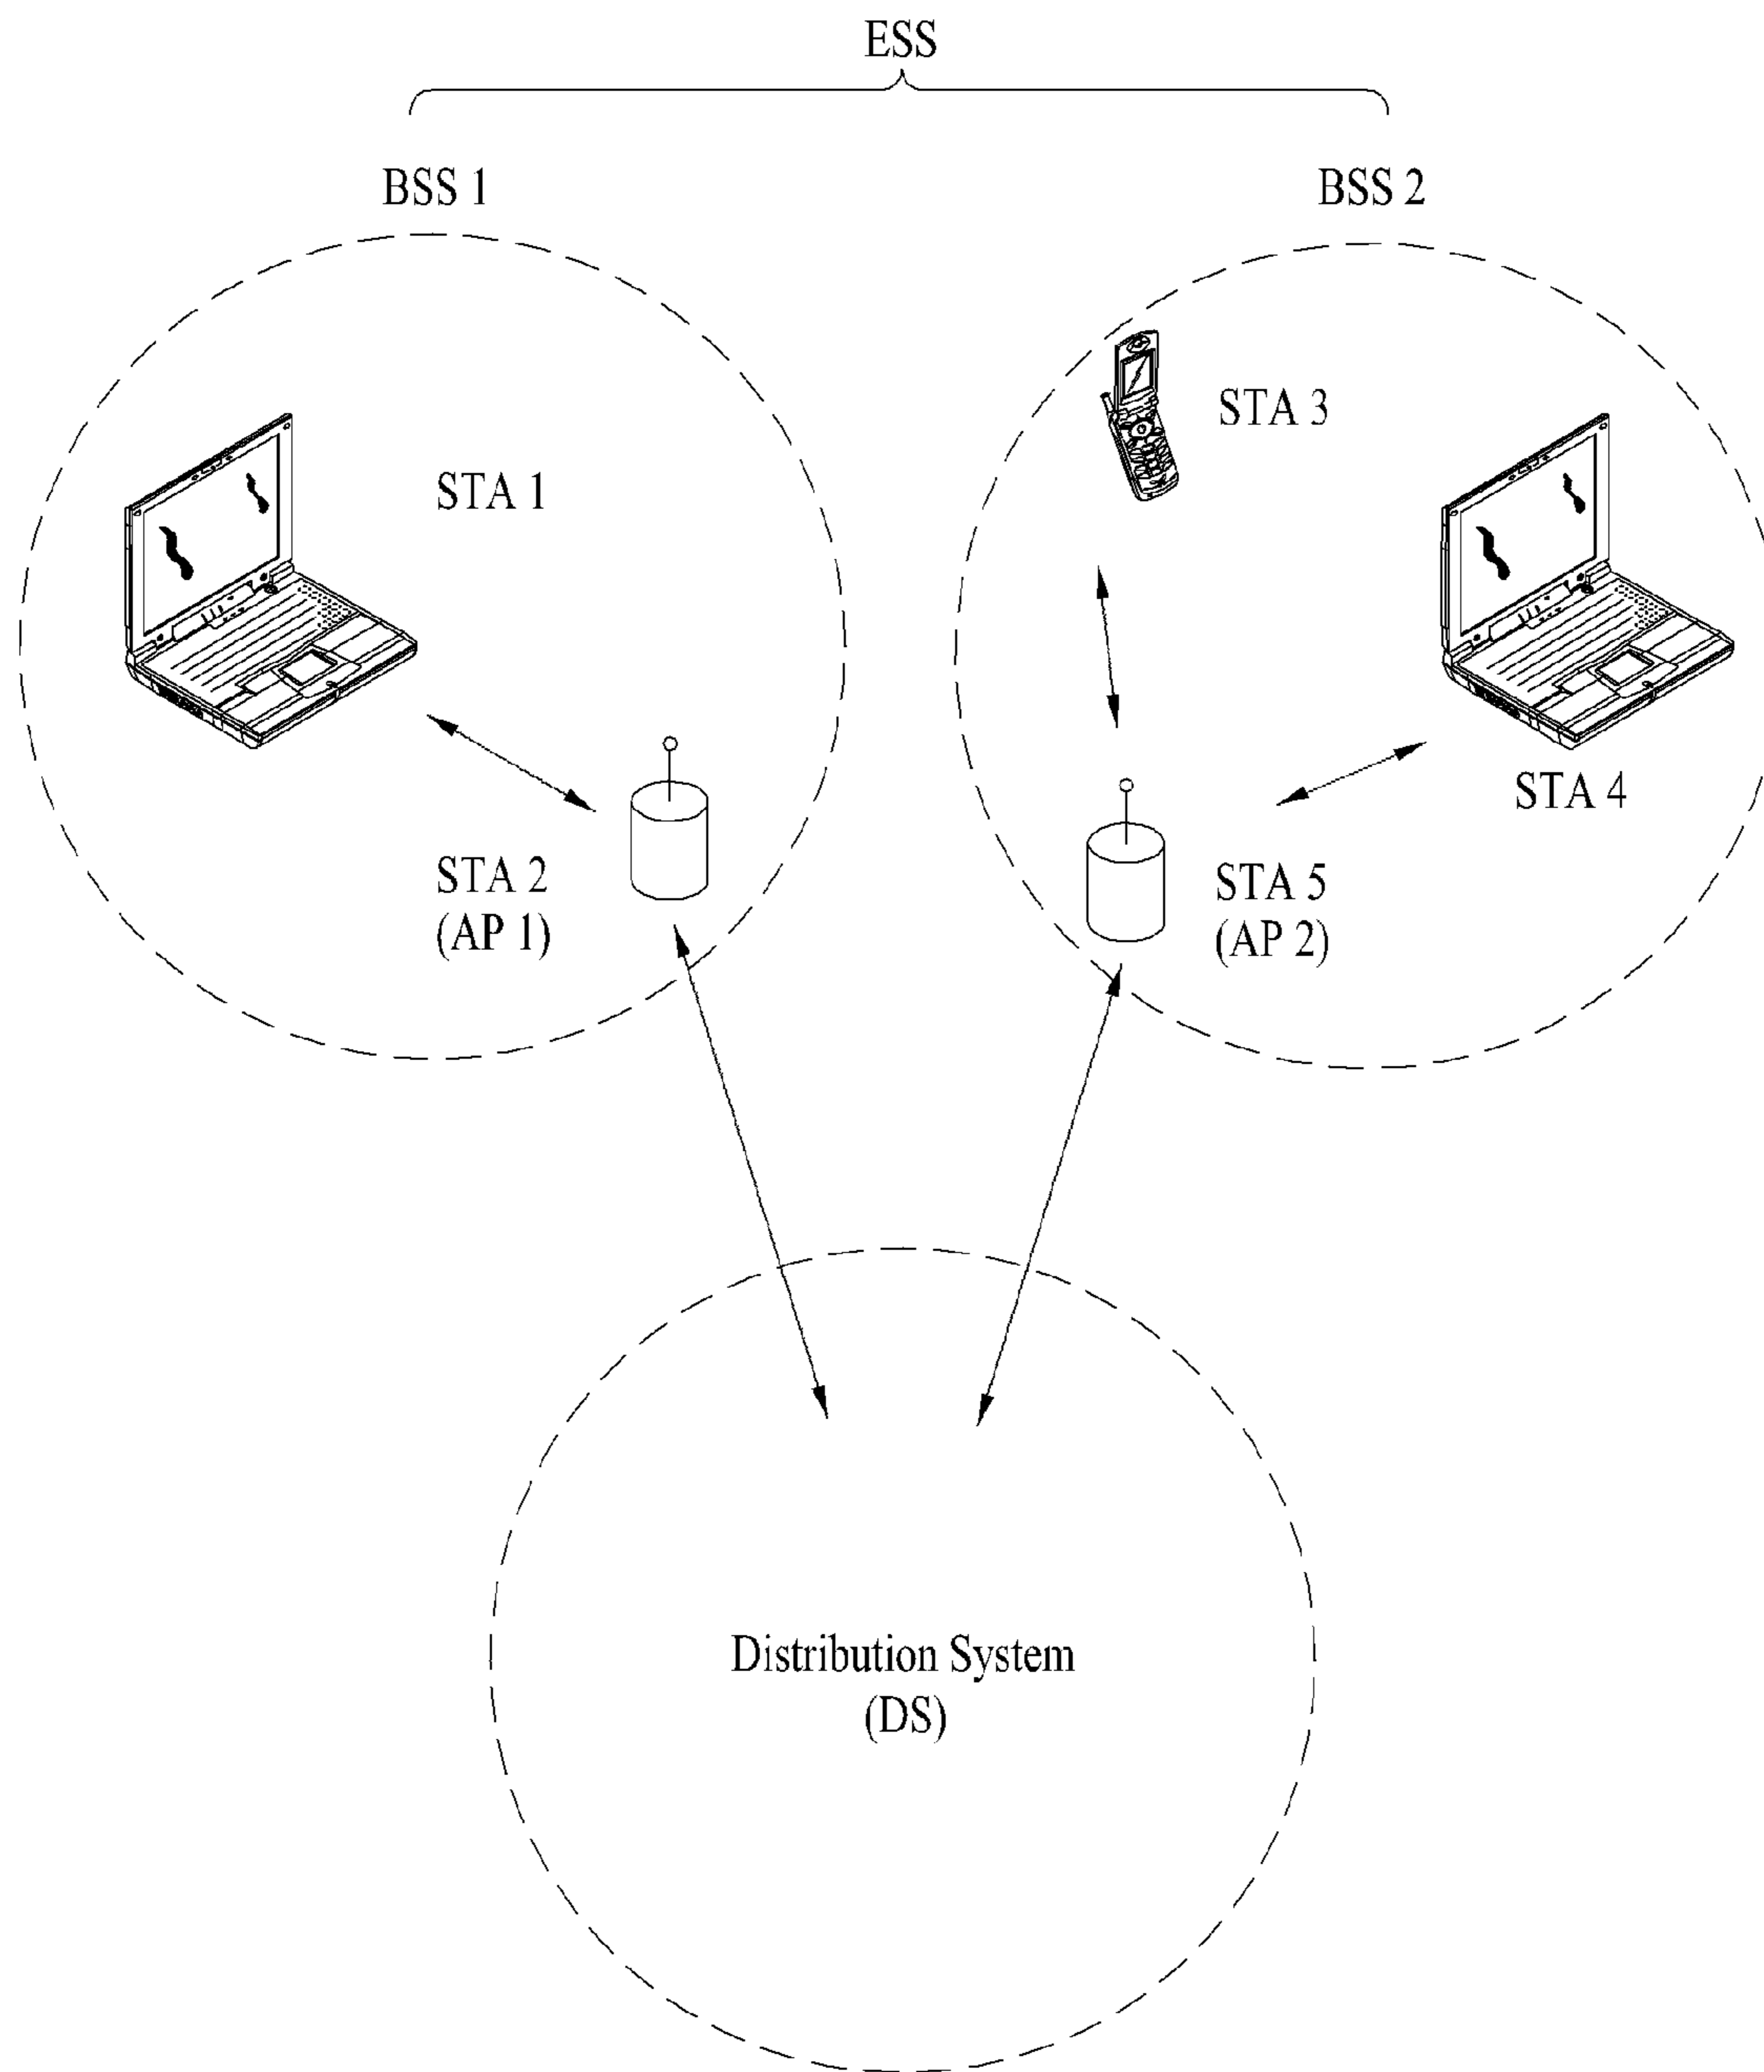 ESS
BSS 1
BSS 2
STA 3
STA 1
STA 4
STA 2
(AP 1)
STA 5
(AP 2)
Distribution System
(DS)